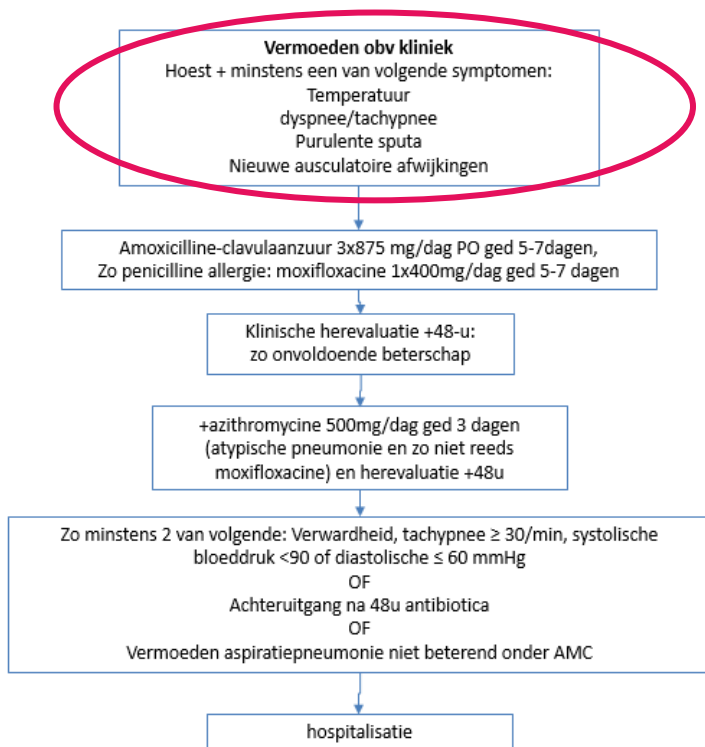 Vermoeden obv kliniek
Hoest + minstens een van volgende symptomen:
Temperatuur
dyspnee/tachypnee
Purulente sputa
Nieuwe ausculatoire afwijkingen
Amoxicilline-clavulaanzuur 3x875 mg/dag PO ged 5-7dagen,
Zo penicilline allergie: moxifloxacine 1x400mg/dag ged 5-7 dagen
Klinische herevaluatie +48-u:
zo onvoldoende beterschap
+azithromycine 500mg/dag ged 3 dagen
(atypische pneumonie en zo niet reeds
moxifloxacine) en herevaluatie +48u
Zo minstens 2 van volgende: Verwardheid, tachypnee ≥ 30/min, systolische
bloeddruk <90 of diastolische ≤ 60 mmHg
OF
Achteruitgang na 48u antibiotica
OF
Vermoeden aspiratiepneumonie niet beterend onder AMC
hospitalisatie